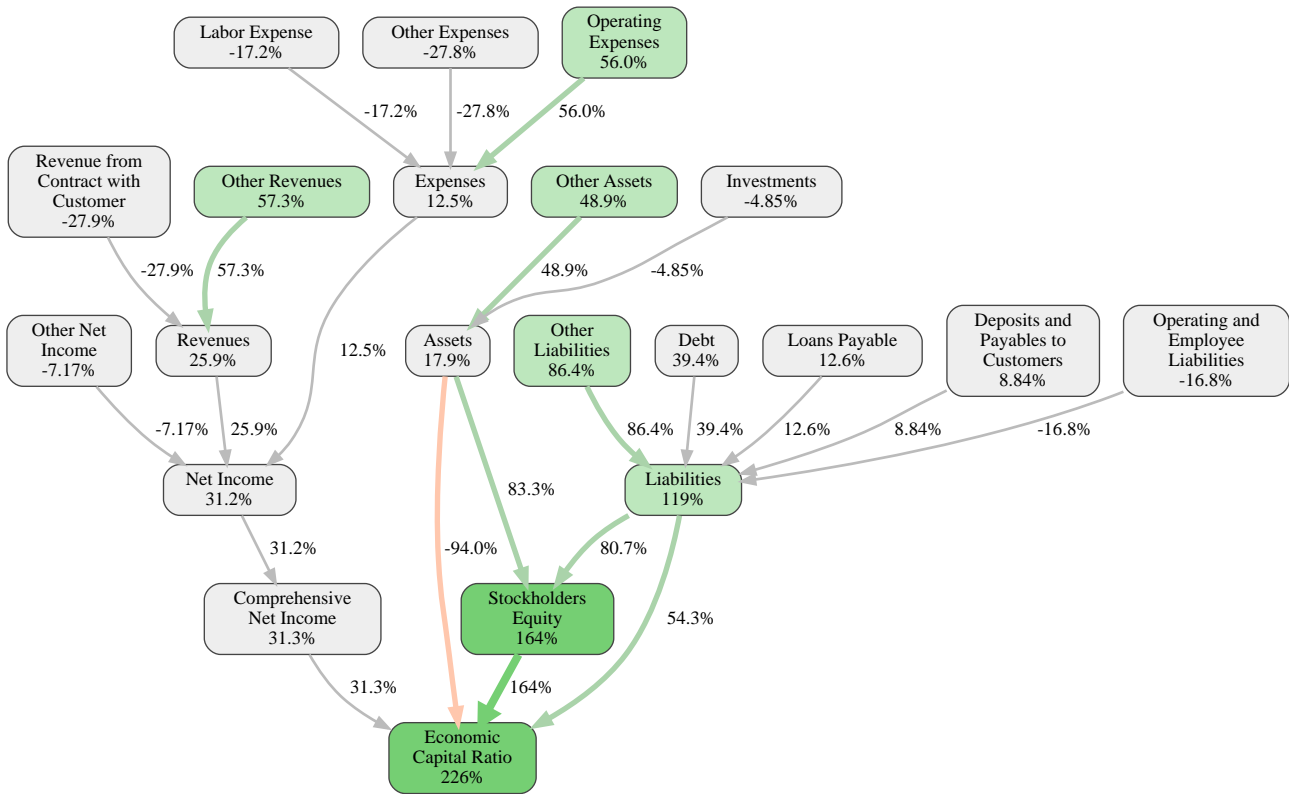 Labor Expense
-17.2%
Other Expenses
-27.8%
Operating
Expenses
56.0%
-17.2%
-27.8%
56.0%
Revenue from
Contract with
Customer
-27.9%
Other Revenues
57.3%
Expenses
12.5%
Other Assets
48.9%
Investments
-4.85%
-27.9%
57.3%
48.9%
-4.85%
Other Net
Income
-7.17%
Revenues
25.9%
12.5%
Assets
17.9%
Other
Liabilities
86.4%
Debt
39.4%
Loans Payable
12.6%
Deposits and
Payables to
Customers
8.84%
Operating and
Employee
Liabilities
-16.8%
-7.17%
25.9%
86.4%
39.4%
12.6%
8.84%
-16.8%
Net Income
31.2%
83.3%
Liabilities
119%
31.2%
-94.0%
80.7%
Comprehensive
Net Income
31.3%
Stockholders
Equity
164%
54.3%
31.3%
164%
Economic
Capital Ratio
226%